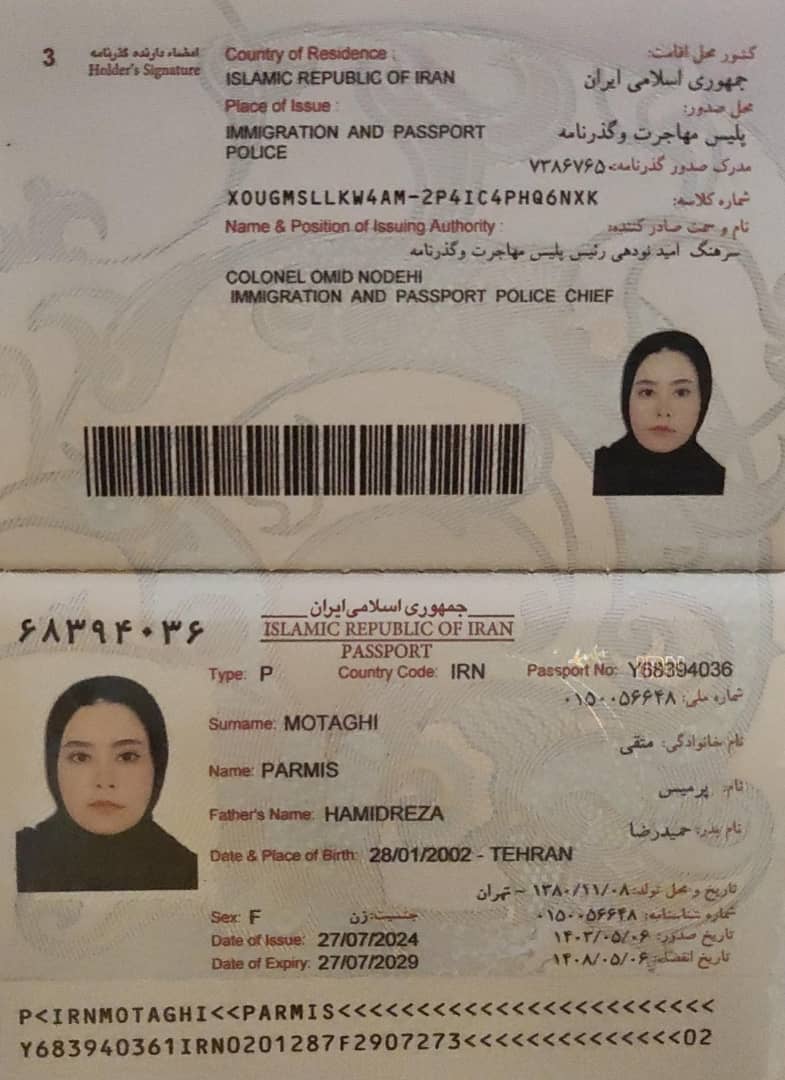 3
امضاء دارنده گذرنامه
Holder's Signature
Country of Residence : کشور محل اقامت:
ISLAMIC REPUBLIC OF IRAN جمهوری اسلامی ایران
Place of Issue : محل صدور:
IMMIGRATION AND PASSPORT پلیس مهاجرت وگذرنامه
POLICE
مدرک صدور گذرنامه: ۷۳۸۶۷۶۵
X0UGMSLLKW4AM-2P4IC4PHQ6NXK شماره کلاسه:
Name & Position of Issuing Authority : نام و سمت صادر کننده:
سرهنگ امید نودهی رئیس پلیس مهاجرت وگذرنامه
COLONEL OMID NODEHI
IMMIGRATION AND PASSPORT POLICE CHIEF
۶۸۳۹۴۰۳۶
جمهوری اسلامی ایران
ISLAMIC REPUBLIC OF IRAN
PASSPORT
Type: P Country Code: IRN Passport No: Y68394036
شماره ملی: ۰۱۵۰۰۵۶۶۴۸
Surname: MOTAGHI
نام خانوادگی: متقی
Name: PARMIS
نام: پرمیس
Father's Name: HAMIDREZA
نام پدر: حمیدرضا
Date & Place of Birth: 28/01/2002 - TEHRAN
تاریخ و محل تولد: ۱۳۸۰/۱۱/۰۸ - تهران
Sex: F جنسیت: زن شماره شناسنامه: ۰۱۵۰۰۵۶۶۴۸
Date of Issue: 27/07/2024 تاریخ صدور: ۱۴۰۳/۰۵/۰۶
Date of Expiry: 27/07/2029 تاریخ انقضاء: ۱۴۰۸/۰۵/۰۶
P<IRNMOTAGHI<<PARMIS<<<<<<<<<<<<<<<<<<<<<<<<
Y683940361IRN0201287F2907273<<<<<<<<<<<<<<02